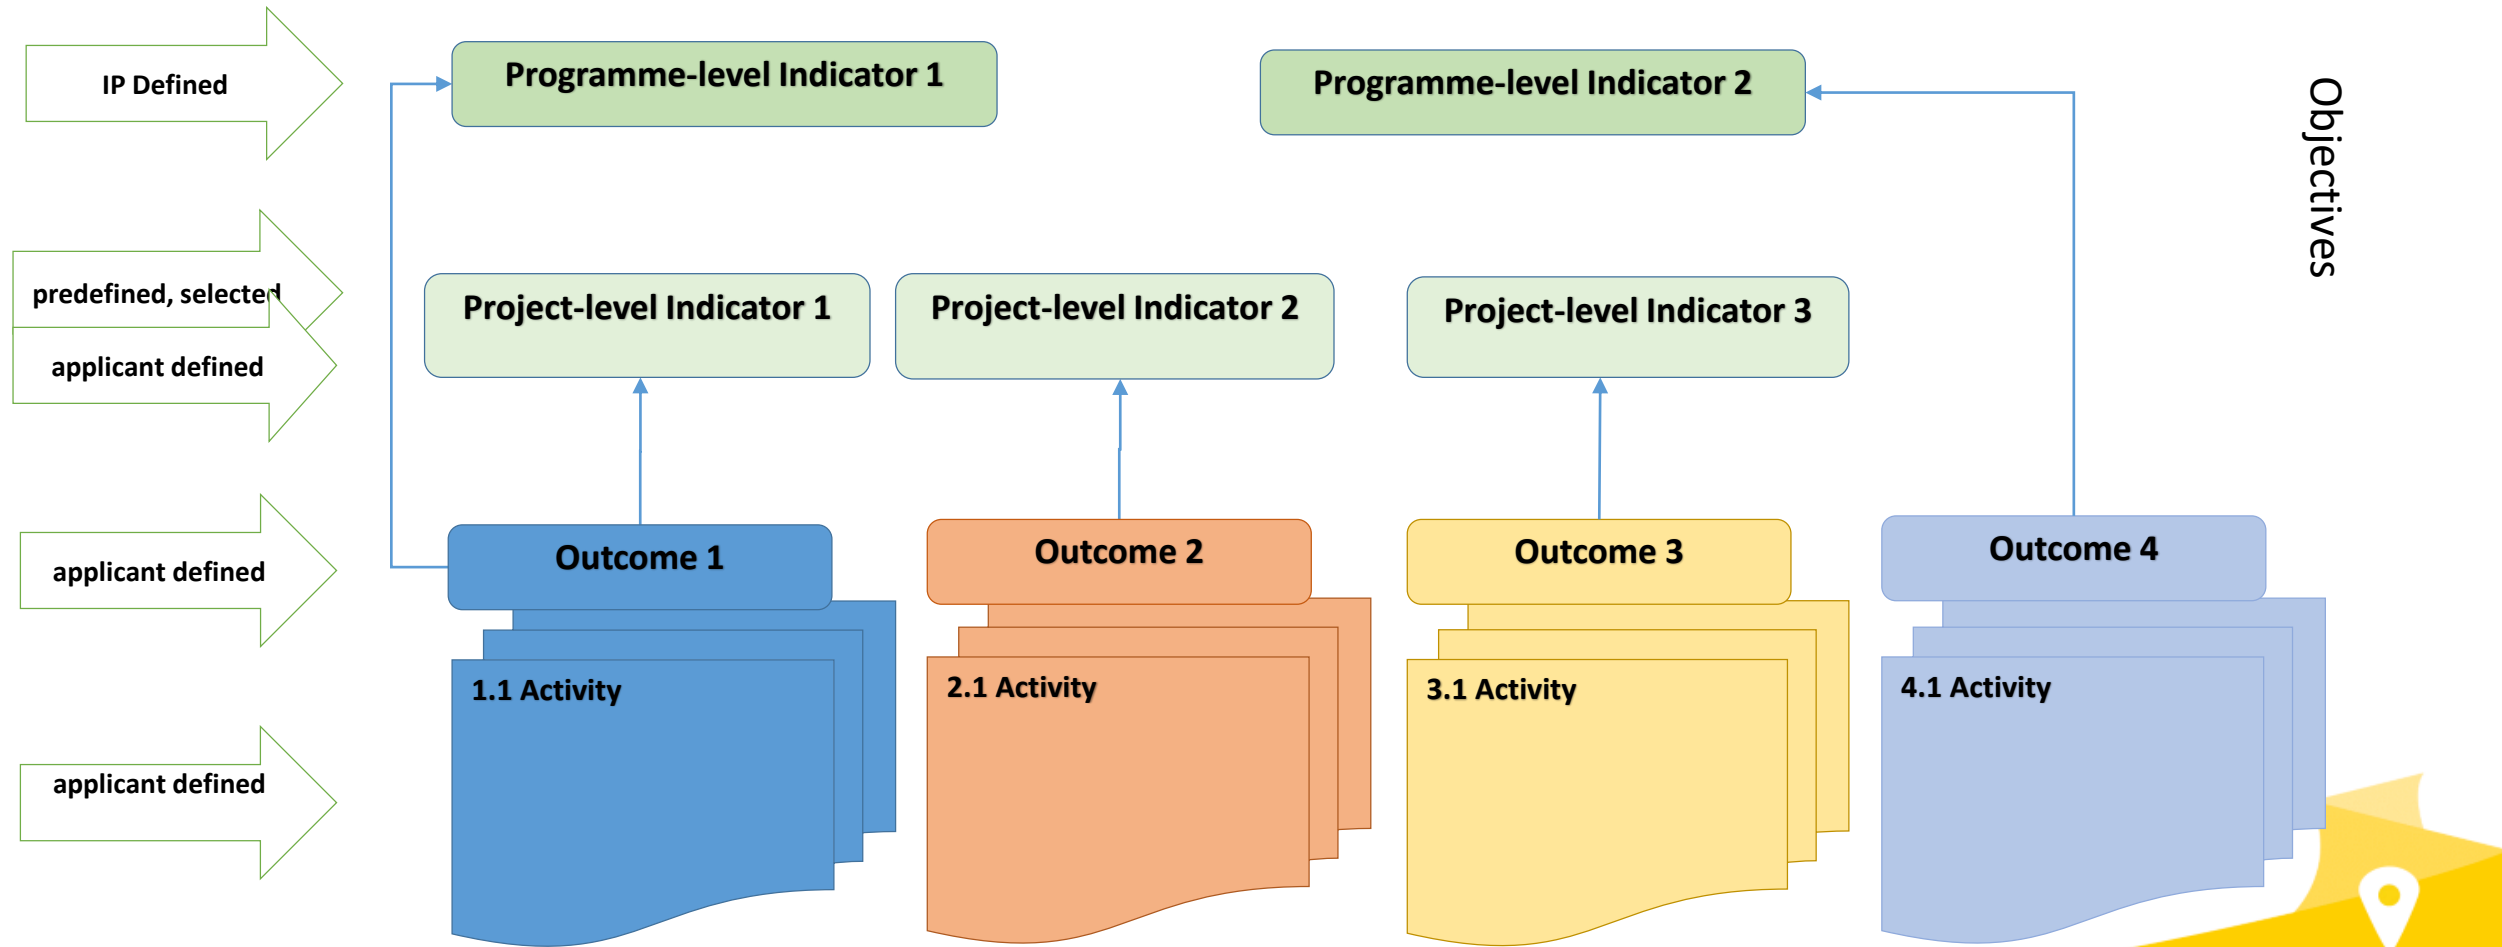 IP Defined
Programme-level Indicator 1
Programme-level Indicator 2
Objectives
predefined, selected
applicant defined
Project-level Indicator 1
Project-level Indicator 2
Project-level Indicator 3
applicant defined
Outcome 1
Outcome 2
Outcome 3
Outcome 4
applicant defined
1.1 Activity
2.1 Activity
3.1 Activity
4.1 Activity